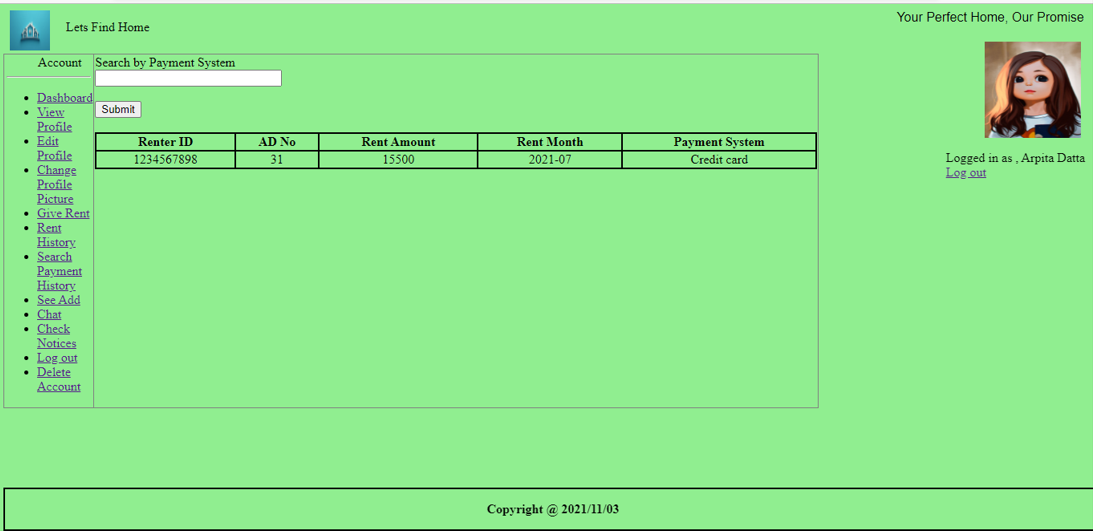 Your Perfect Home, Our Promise
Lets Find Home
Account
Dashboard
View
Profile
Edit
Profile
Change
Profile
Picture
Give Rent
Rent
History
Search
Payment
History
See Add
Chat
Check
Notices
Log out
Delete
Account
Search by Payment System
Submit
Renter ID AD No Rent Amount Rent Month Payment System
1234567898 31 15500 2021-07 Credit card
Logged in as , Arpita Datta
Log out
Copyright @ 2021/11/03